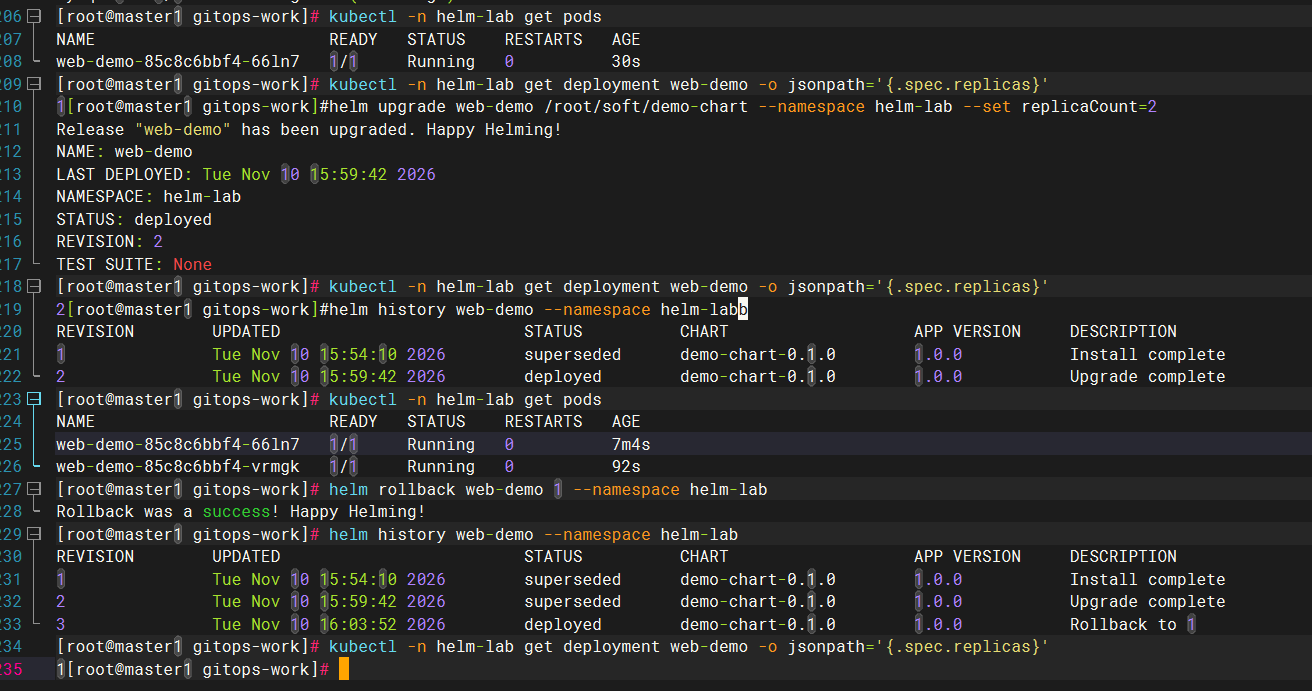 206 [root@master1 gitops-work]# kubectl -n helm-lab get pods
207 NAME                        READY   STATUS    RESTARTS   AGE
208 web-demo-85c8c6bbf4-66ln7   1/1     Running   0          30s
209 [root@master1 gitops-work]# kubectl -n helm-lab get deployment web-demo -o jsonpath='{.spec.replicas}'
210 1[root@master1 gitops-work]#helm upgrade web-demo /root/soft/demo-chart --namespace helm-lab --set replicaCount=2
211 Release "web-demo" has been upgraded. Happy Helming!
212 NAME: web-demo
213 LAST DEPLOYED: Tue Nov 10 15:59:42 2026
214 NAMESPACE: helm-lab
215 STATUS: deployed
216 REVISION: 2
217 TEST SUITE: None
218 [root@master1 gitops-work]# kubectl -n helm-lab get deployment web-demo -o jsonpath='{.spec.replicas}'
219 2[root@master1 gitops-work]#helm history web-demo --namespace helm-labb
220 REVISION        UPDATED                         STATUS          CHART                   APP VERSION     DESCRIPTION
221 1               Tue Nov 10 15:54:10 2026        superseded      demo-chart-0.1.0        1.0.0           Install complete
222 2               Tue Nov 10 15:59:42 2026        deployed        demo-chart-0.1.0        1.0.0           Upgrade complete
223 [root@master1 gitops-work]# kubectl -n helm-lab get pods
224 NAME                        READY   STATUS    RESTARTS   AGE
225 web-demo-85c8c6bbf4-66ln7   1/1     Running   0          7m4s
226 web-demo-85c8c6bbf4-vrmgk   1/1     Running   0          92s
227 [root@master1 gitops-work]# helm rollback web-demo 1 --namespace helm-lab
228 Rollback was a success! Happy Helming!
229 [root@master1 gitops-work]# helm history web-demo --namespace helm-lab
230 REVISION        UPDATED                         STATUS          CHART                   APP VERSION     DESCRIPTION
231 1               Tue Nov 10 15:54:10 2026        superseded      demo-chart-0.1.0        1.0.0           Install complete
232 2               Tue Nov 10 15:59:42 2026        superseded      demo-chart-0.1.0        1.0.0           Upgrade complete
233 3               Tue Nov 10 16:03:52 2026        deployed        demo-chart-0.1.0        1.0.0           Rollback to 1
234 [root@master1 gitops-work]# kubectl -n helm-lab get deployment web-demo -o jsonpath='{.spec.replicas}'
235 1[root@master1 gitops-work]#